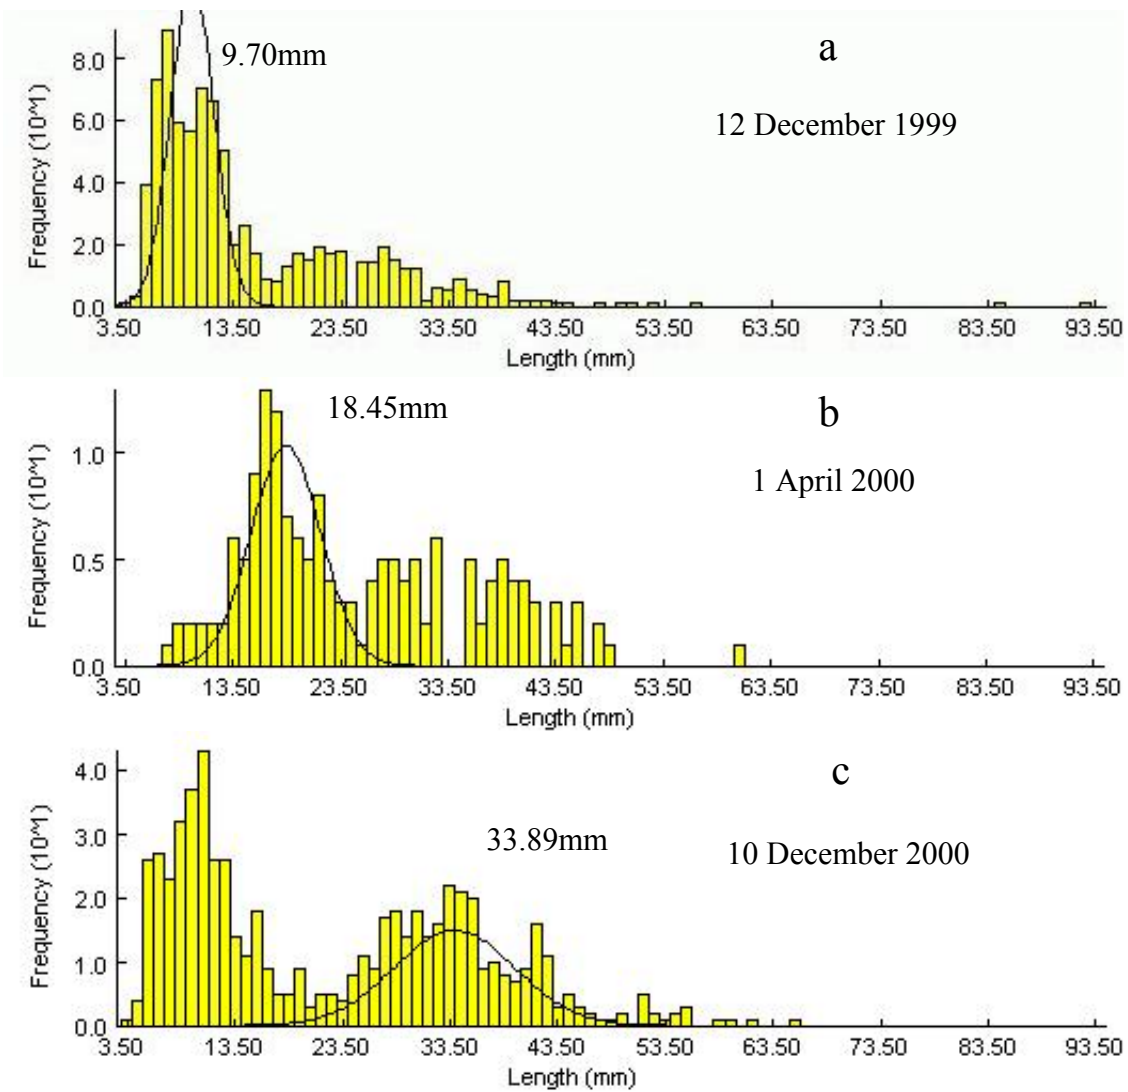 a
9.70mm
12 December 1999
Frequency (10^1)
8.0
6.0
4.0
2.0
0.0
3.50 13.50 23.50 33.50 43.50 53.50 63.50 73.50 83.50 93.50
Length (mm)
b
18.45mm
1 April 2000
Frequency (10^1)
1.0
0.5
0.0
3.50 13.50 23.50 33.50 43.50 53.50 63.50 73.50 83.50 93.50
Length (mm)
c
33.89mm
10 December 2000
Frequency (10^1)
4.0
3.0
2.0
1.0
0.0
3.50 13.50 23.50 33.50 43.50 53.50 63.50 73.50 83.50 93.50
Length (mm)